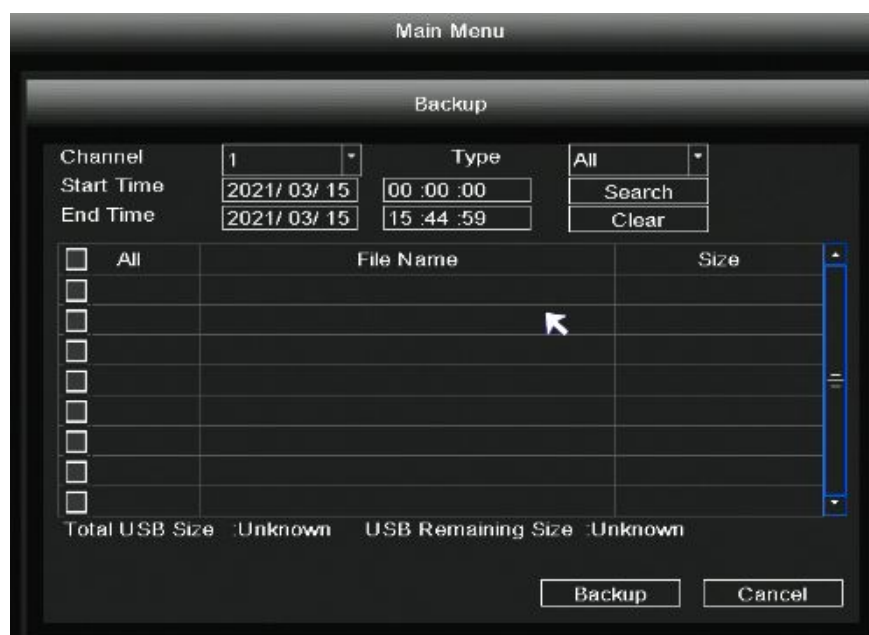 Main Menu
Backup
Channel 1 Type All
Start Time 2021/ 03/ 15 00 :00 :00 Search
End Time 2021/ 03/ 15 15 :44 :59 Clear
All File Name Size
Total USB Size :Unknown USB Remaining Size :Unknown
Backup Cancel